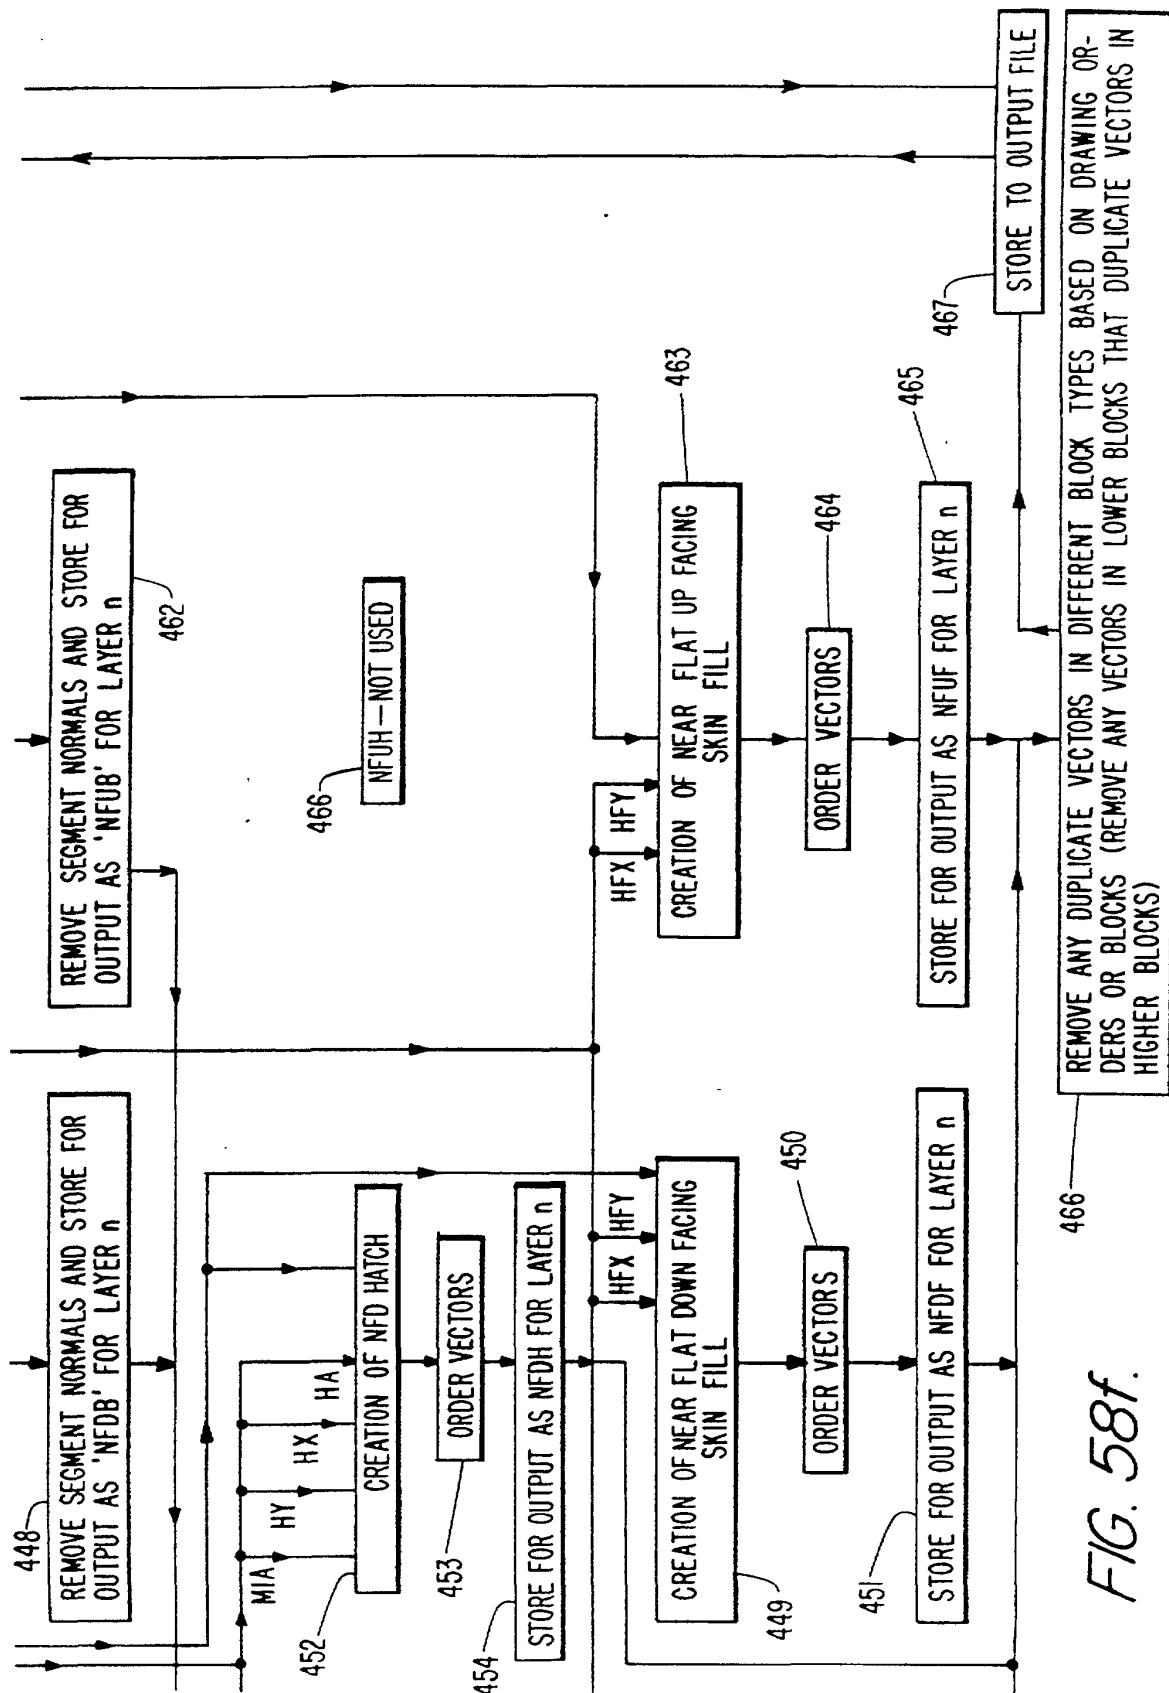 448
REMOVE SEGMENT NORMALS AND STORE FOR
OUTPUT AS 'NFDB' FOR LAYER n
REMOVE SEGMENT NORMALS AND STORE FOR
OUTPUT AS 'NFUB' FOR LAYER n
462
MIA
HY
HX
HA
452
CREATION OF NFD HATCH
466
NFUH—NOT USED
453
ORDER VECTORS
454
STORE FOR OUTPUT AS NFDH FOR LAYER n
HFX
HFY
HFX
HFY
449
CREATION OF NEAR FLAT DOWN FACING
SKIN FILL
CREATION OF NEAR FLAT UP FACING
SKIN FILL
463
ORDER VECTORS
450
ORDER VECTORS
464
451
STORE FOR OUTPUT AS NFDF FOR LAYER n
STORE FOR OUTPUT AS NFUF FOR LAYER n
465
467
STORE TO OUTPUT FILE
466
REMOVE ANY DUPLICATE VECTORS IN DIFFERENT BLOCK TYPES BASED ON DRAWING OR-
DERS OR BLOCKS (REMOVE ANY VECTORS IN LOWER BLOCKS THAT DUPLICATE VECTORS IN
HIGHER BLOCKS)
FIG. 58f.